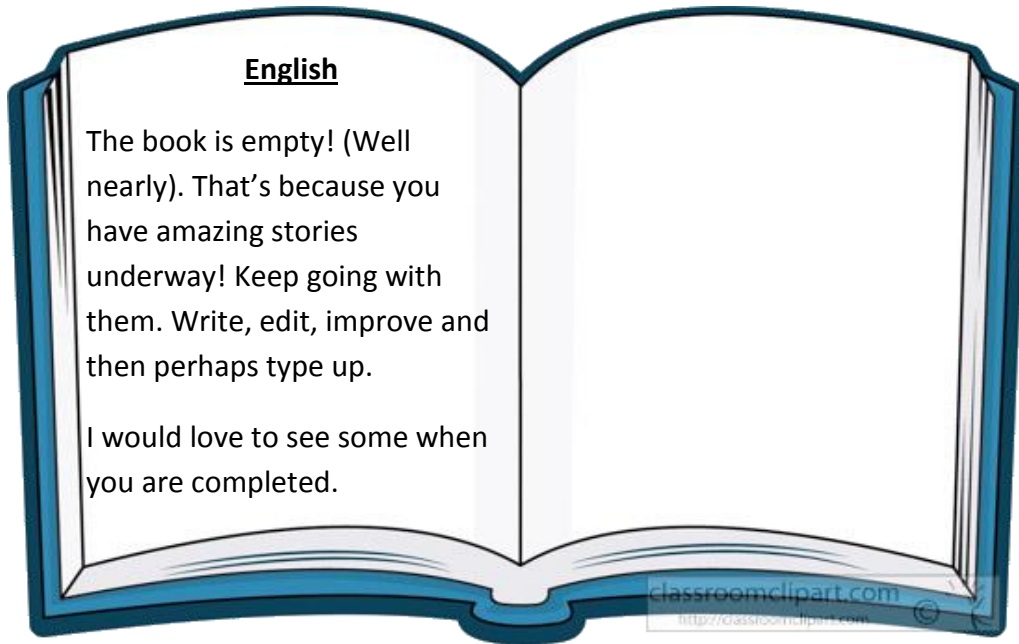 English
The book is empty! (Well
nearly). That’s because you
have amazing stories
underway! Keep going with
them. Write, edit, improve and
then perhaps type up.
I would love to see some when
you are completed.
classroomclipart.com
©
http://classroomclipart.com